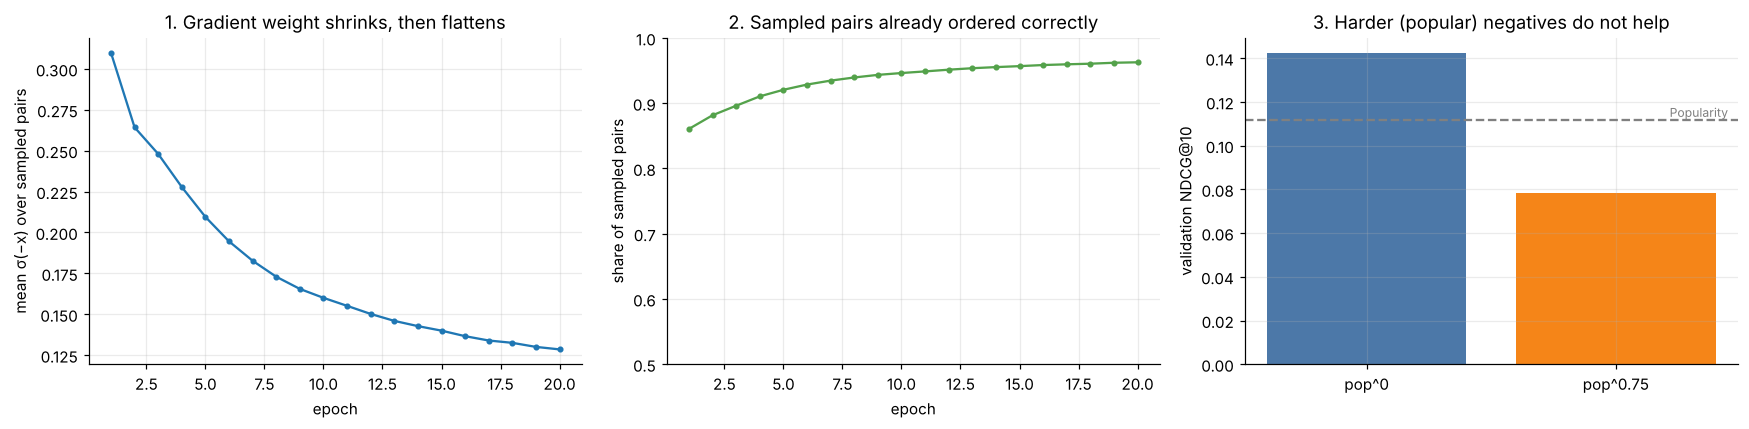 1. Gradient weight shrinks, then flattens
mean σ(−x) over sampled pairs
0.300
0.275
0.250
0.225
0.200
0.175
0.150
0.125
2.5 5.0 7.5 10.0 12.5 15.0 17.5 20.0
epoch
2. Sampled pairs already ordered correctly
share of sampled pairs
1.0
0.9
0.8
0.7
0.6
0.5
2.5 5.0 7.5 10.0 12.5 15.0 17.5 20.0
epoch
3. Harder (popular) negatives do not help
validation NDCG@10
0.14
0.12
0.10
0.08
0.06
0.04
0.02
0.00
Popularity
pop^0 pop^0.75